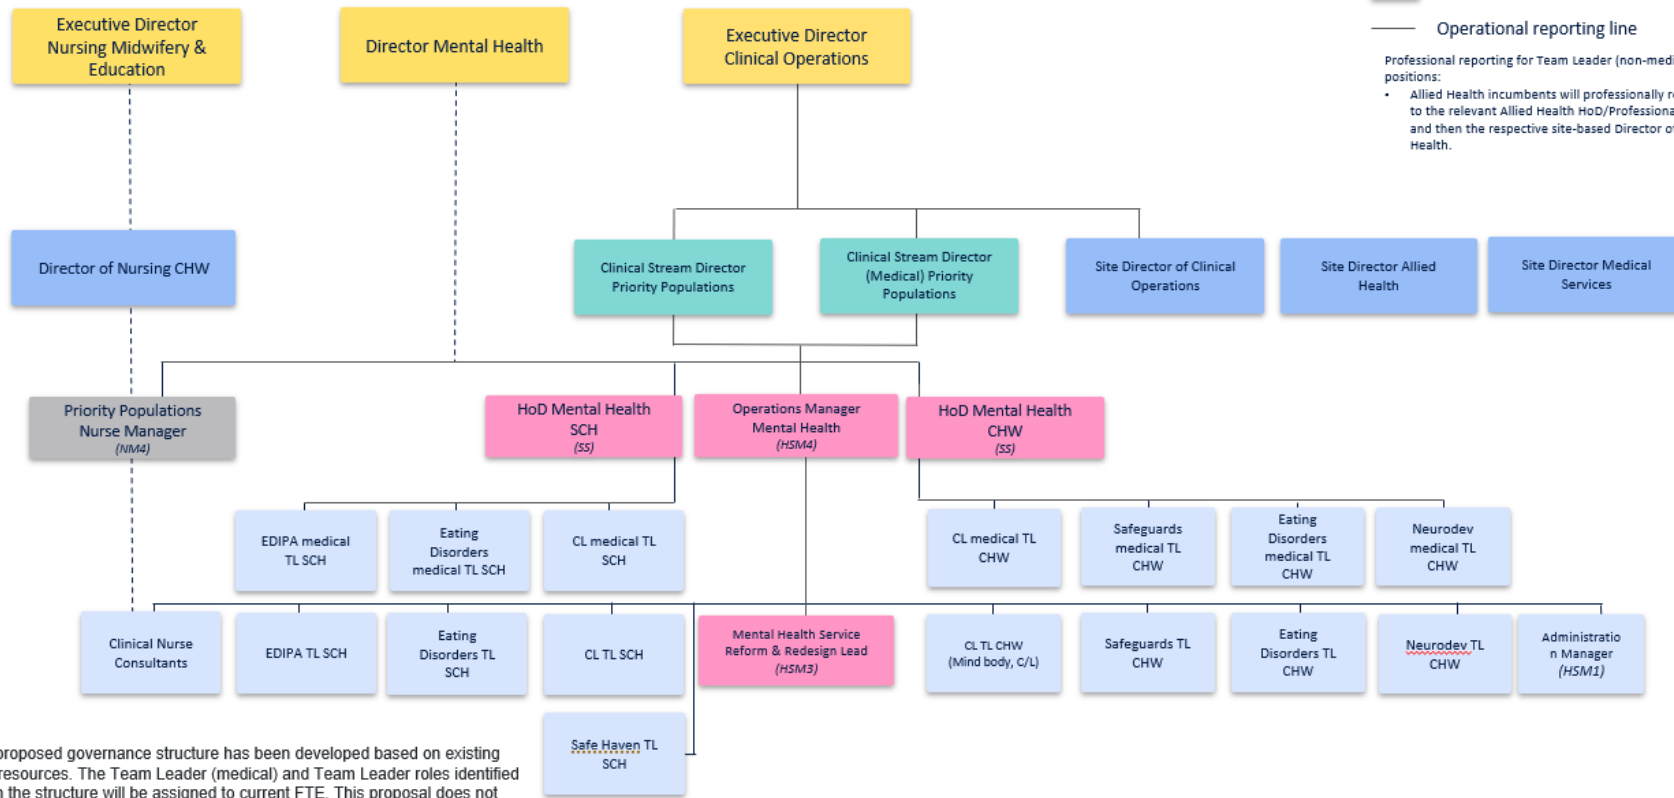 Executive Director
Nursing Midwifery &
Education
Director Mental Health
Executive Director
Clinical Operations
Operational reporting line
Professional reporting for Team Leader (non-medi
positions:
• Allied Health incumbents will professionally r
to the relevant Allied Health HoD/Professiona
and then the respective site-based Director o
Health.
Director of Nursing CHW
Clinical Stream Director
Priority Populations
Clinical Stream Director
(Medical) Priority
Populations
Site Director of Clinical
Operations
Site Director Allied
Health
Site Director Medical
Services
Priority Populations
Nurse Manager
(NM4)
HoD Mental Health
SCH
(SS)
Operations Manager
Mental Health
(HSM4)
HoD Mental Health
CHW
(SS)
EDIPA medical
TL SCH
Eating
Disorders
medical TL SCH
CL medical TL
SCH
CL medical TL
CHW
Safeguards
medical TL
CHW
Eating
Disorders
medical TL
CHW
Neurodev
medical TL
CHW
Clinical Nurse
Consultants
EDIPA TL SCH
Eating
Disorders TL
SCH
CL TL SCH
Mental Health Service
Reform & Redesign Lead
(HSM3)
CL TL CHW
(Mind body, C/L)
Safeguards TL
CHW
Eating
Disorders TL
CHW
Neurodev TL
CHW
Administratio
n Manager
(HSM1)
Safe Haven TL
SCH
proposed governance structure has been developed based on existing
resources. The Team Leader (medical) and Team Leader roles identified
n the structure will be assigned to current FTE. This proposal does not